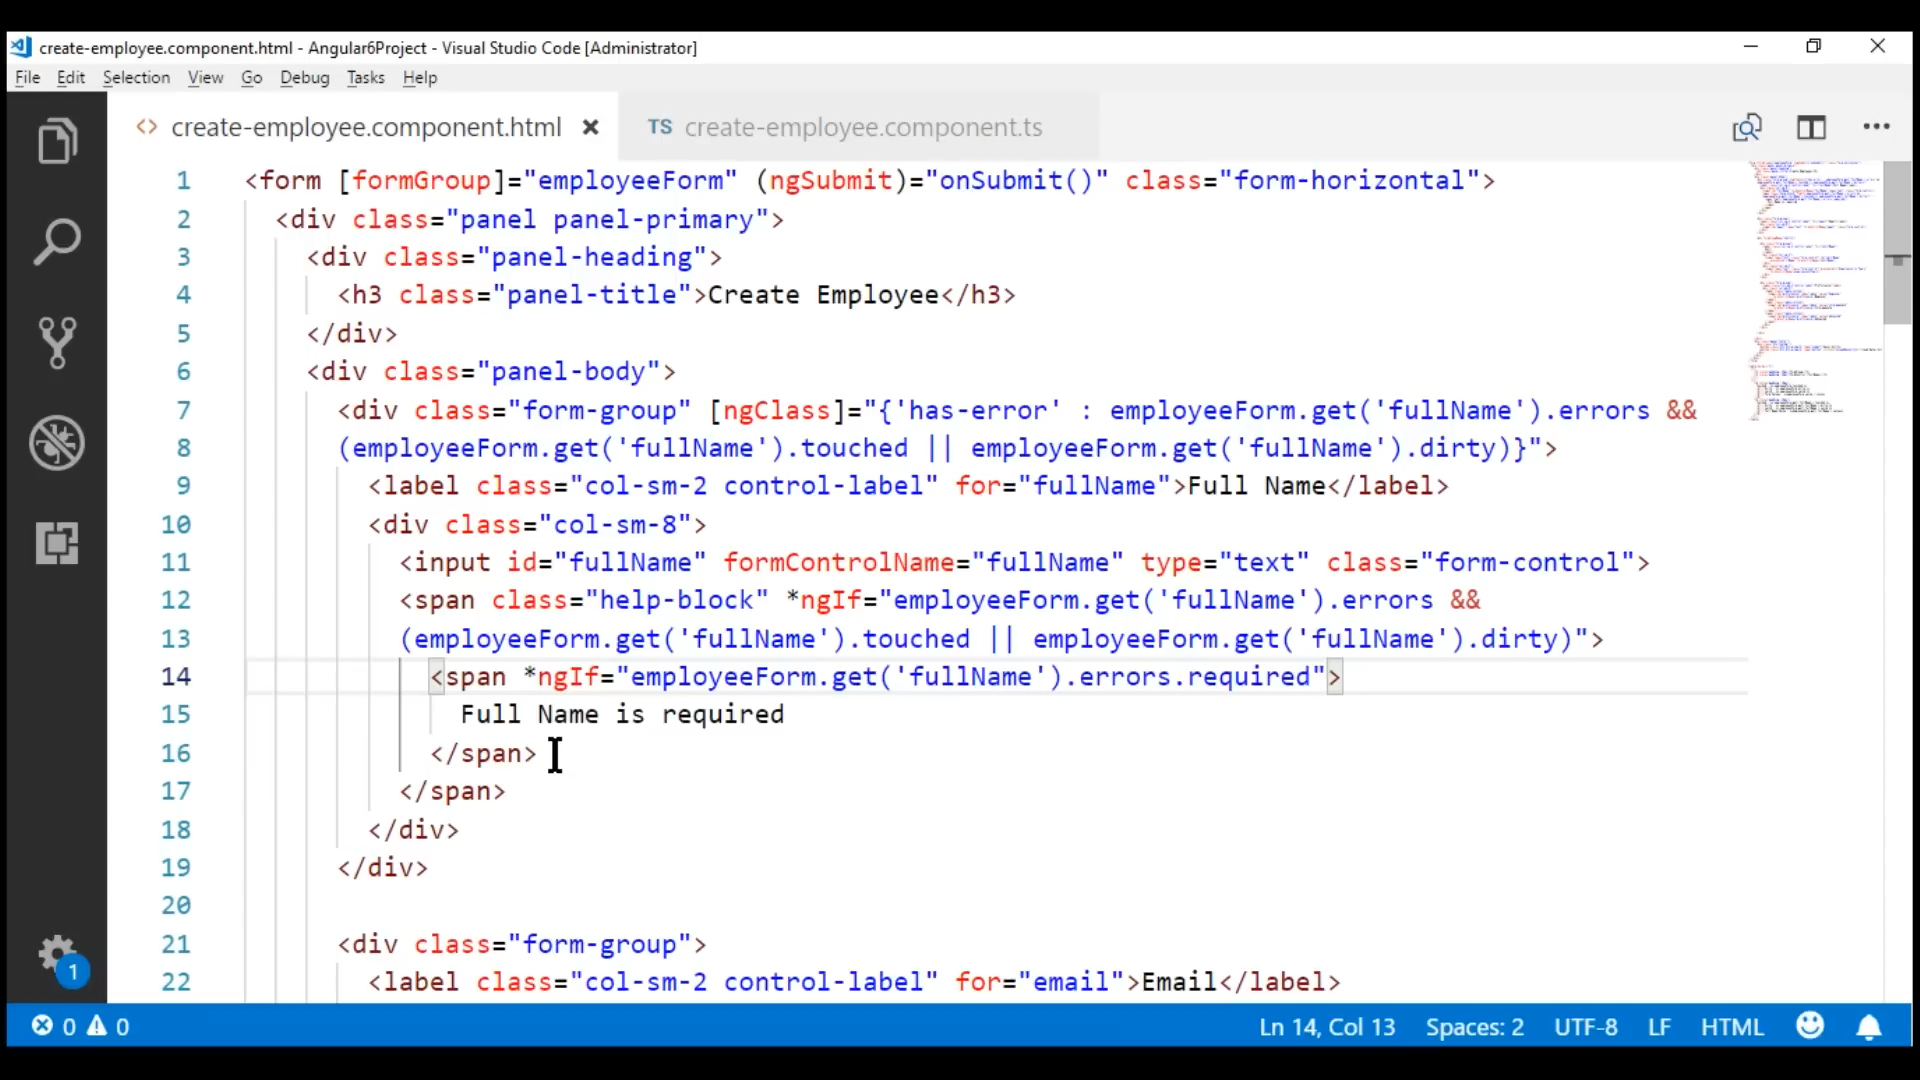 create-employee.component.html - Angular6Project - Visual Studio Code [Administrator]
File Edit Selection View Go Debug Tasks Help
<> create-employee.component.html × TS create-employee.component.ts
1 <form [formGroup]="employeeForm" (ngSubmit)="onSubmit()" class="form-horizontal">
2 <div class="panel panel-primary">
3 <div class="panel-heading">
4 <h3 class="panel-title">Create Employee</h3>
5 </div>
6 <div class="panel-body">
7 <div class="form-group" [ngClass]="{'has-error' : employeeForm.get('fullName').errors &&
8 (employeeForm.get('fullName').touched || employeeForm.get('fullName').dirty)}">
9 <label class="col-sm-2 control-label" for="fullName">Full Name</label>
10 <div class="col-sm-8">
11 <input id="fullName" formControlName="fullName" type="text" class="form-control">
12 <span class="help-block" *ngIf="employeeForm.get('fullName').errors &&
13 (employeeForm.get('fullName').touched || employeeForm.get('fullName').dirty)">
14 <span *ngIf="employeeForm.get('fullName').errors.required">
15 Full Name is required
16 </span>
17 </span>
18 </div>
19 </div>
20
21 <div class="form-group">
22 <label class="col-sm-2 control-label" for="email">Email</label>
1
0 0 Ln 14, Col 13 Spaces: 2 UTF-8 LF HTML